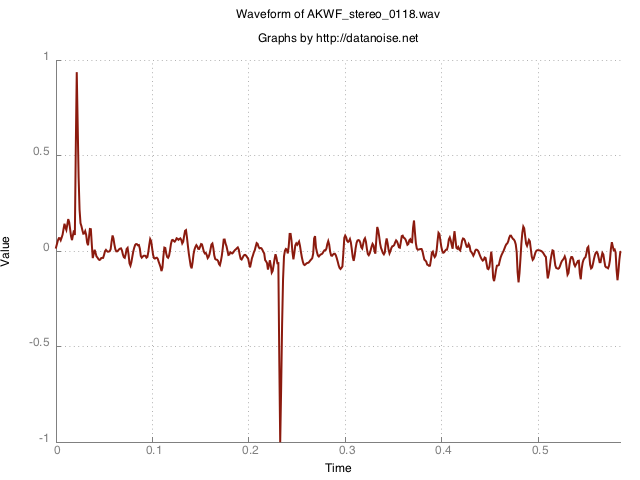 Waveform of AKWF_stereo_0118.wav
Graphs by http://datanoise.net
1
0.5
0
-0.5
-1
Value
0 0.1 0.2 0.3 0.4 0.5
Time